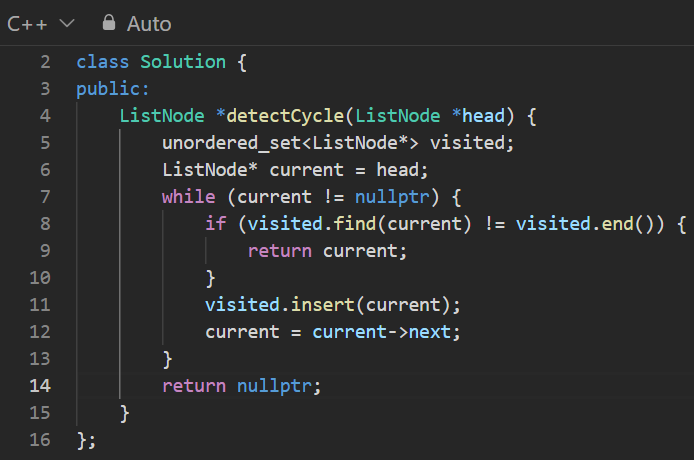 C++ Auto
2 class Solution {
3 public:
4     ListNode *detectCycle(ListNode *head) {
5         unordered_set<ListNode*> visited;
6         ListNode* current = head;
7         while (current != nullptr) {
8             if (visited.find(current) != visited.end()) {
9                 return current;
10             }
11             visited.insert(current);
12             current = current->next;
13         }
14         return nullptr;
15     }
16 };